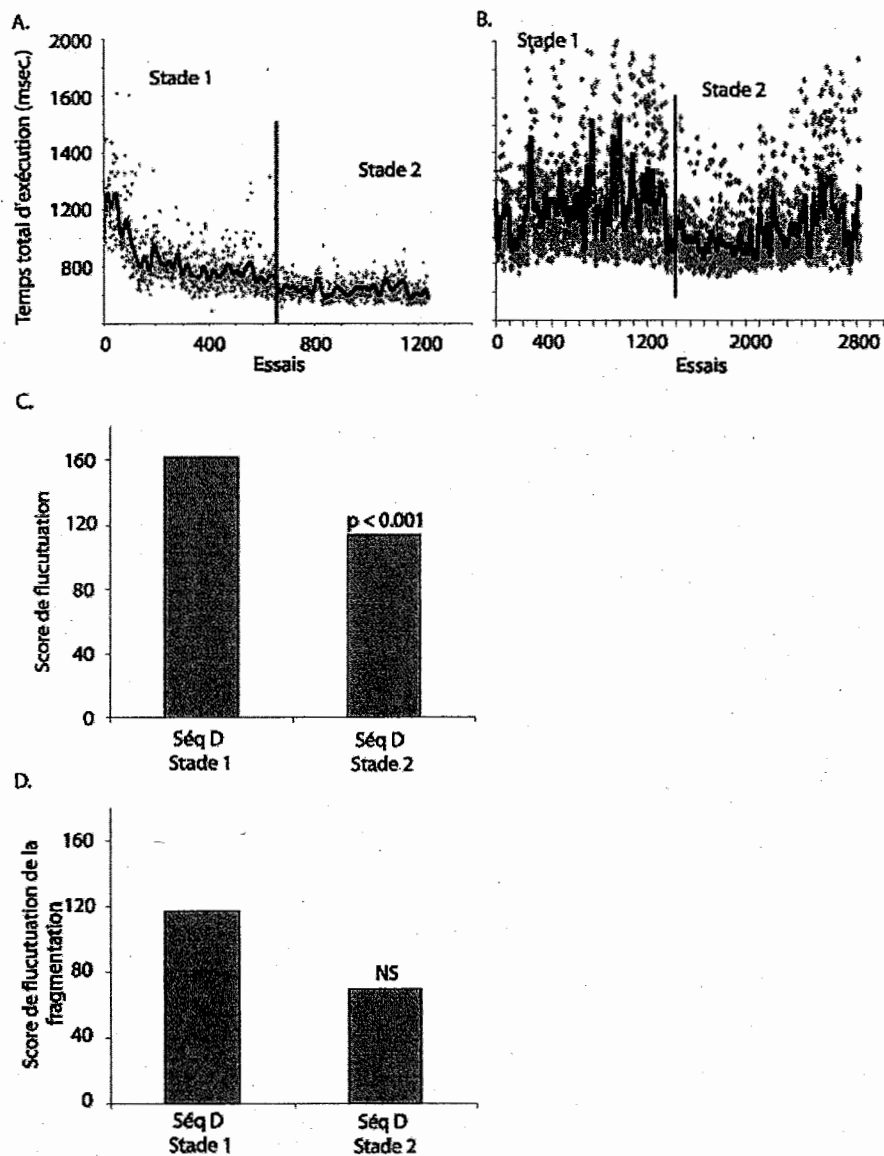 A.
Temps total d'exécution (msec.)
2000
1600
1400
1200
800
Stade 1
Stade 2
0
400
800
1200
Essais
B.
Stade 1
Stade 2
0
400
1200
2000
2800
Essais
C.
Score de flucutuation
160
120
80
40
0
p < 0.001
Séq D
Stade 1
Séq D
Stade 2
D.
Score de flucutuation de la
fragmentation
160
120
80
40
0
NS
Séq D
Stade 1
Séq D
Stade 2